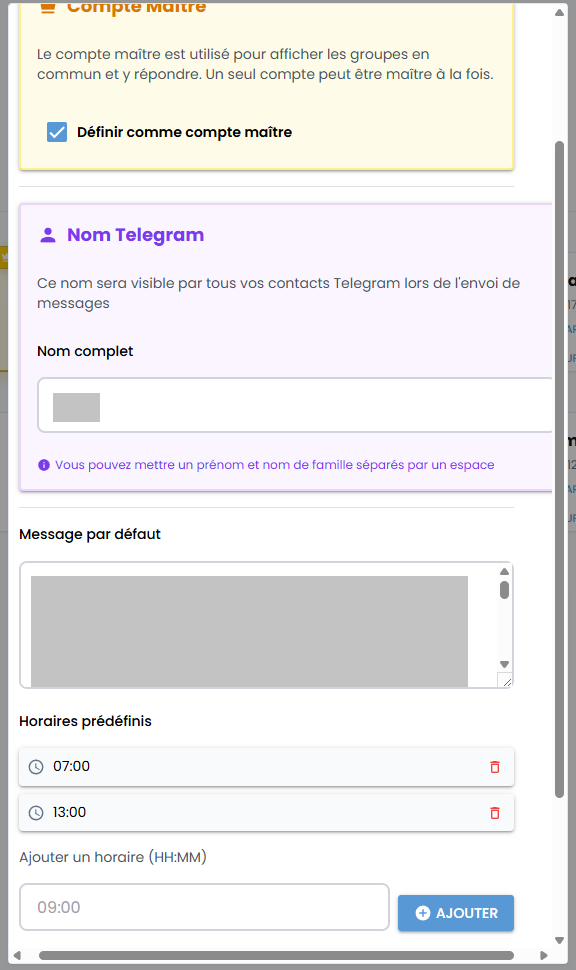 Compte Maître
Le compte maître est utilisé pour afficher les groupes en
commun et y répondre. Un seul compte peut être maître à la fois.
Définir comme compte maître
Nom Telegram
Ce nom sera visible par tous vos contacts Telegram lors de l'envoi de
messages
Nom complet
Vous pouvez mettre un prénom et nom de famille séparés par un espace
Message par défaut
Horaires prédéfinis
07:00
13:00
Ajouter un horaire (HH:MM)
09:00
AJOUTER